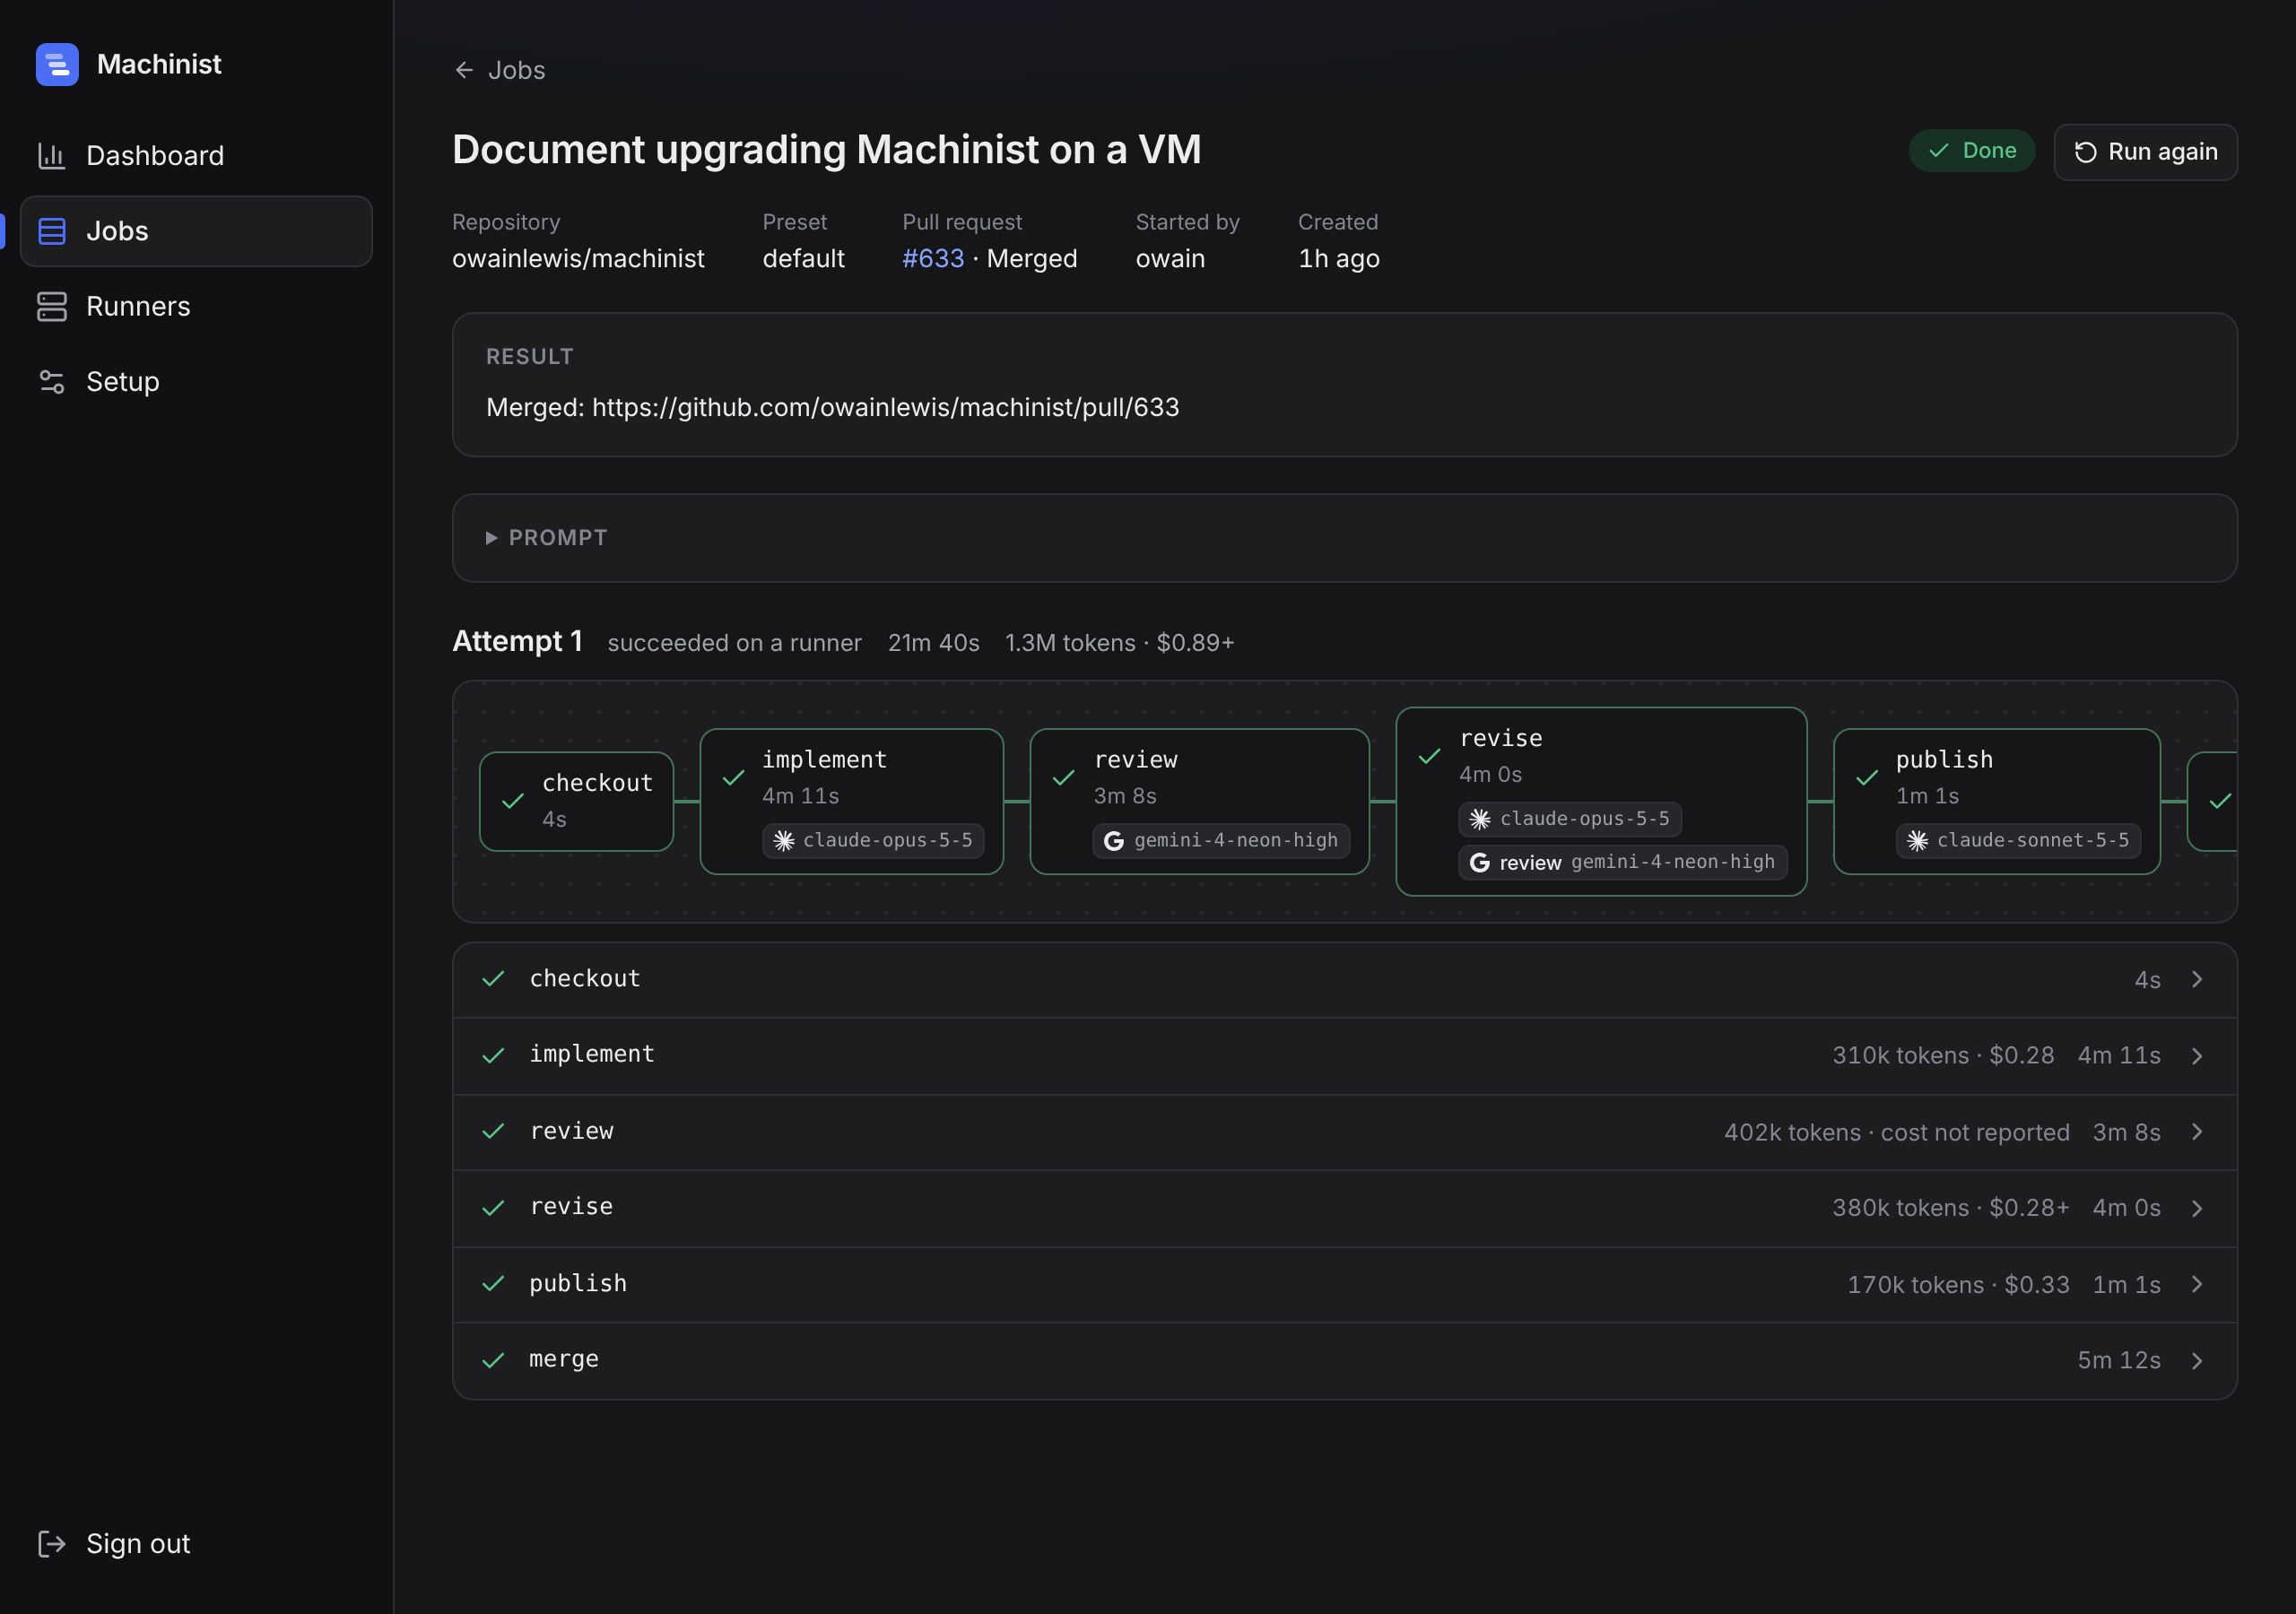 Machinist
Dashboard
Jobs
Runners
Setup
Sign out
Jobs
Document upgrading Machinist on a VM
Done
Run again
Repository
owainlewis/machinist
Preset
default
Pull request
#633 · Merged
Started by
owain
Created
1h ago
RESULT
Merged: https://github.com/owainlewis/machinist/pull/633
PROMPT
Attempt 1 succeeded on a runner 21m 40s 1.3M tokens · $0.89+
checkout
4s
implement
4m 11s
claude-opus-5-5
review
3m 8s
gemini-4-neon-high
revise
4m 0s
claude-opus-5-5
review gemini-4-neon-high
publish
1m 1s
claude-sonnet-5-5
checkout 4s
implement 310k tokens · $0.28 4m 11s
review 402k tokens · cost not reported 3m 8s
revise 380k tokens · $0.28+ 4m 0s
publish 170k tokens · $0.33 1m 1s
merge 5m 12s